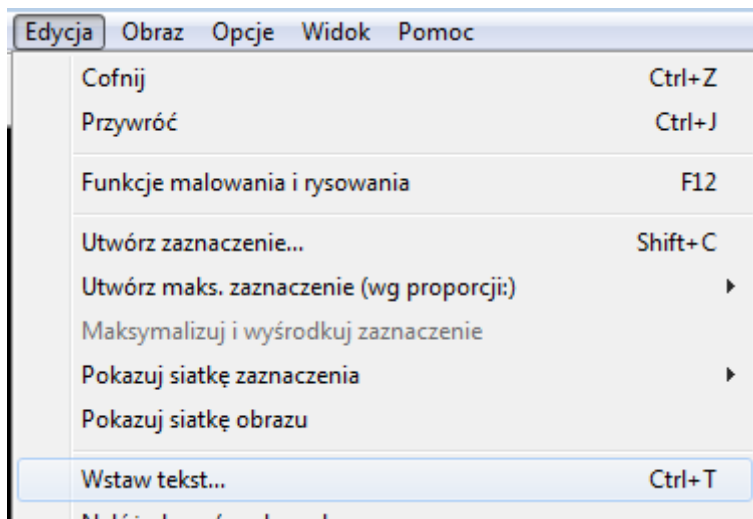 Edycja Obraz Opcje Widok Pomoc
Cofnij Ctrl+Z
Przywróć Ctrl+J
Funkcje malowania i rysowania F12
Utwórz zaznaczenie... Shift+C
Utwórz maks. zaznaczenie (wg proporcji:)
Maksymalizuj i wyśrodkuj zaznaczenie
Pokazuj siatkę zaznaczenia
Pokazuj siatkę obrazu
Wstaw tekst... Ctrl+T